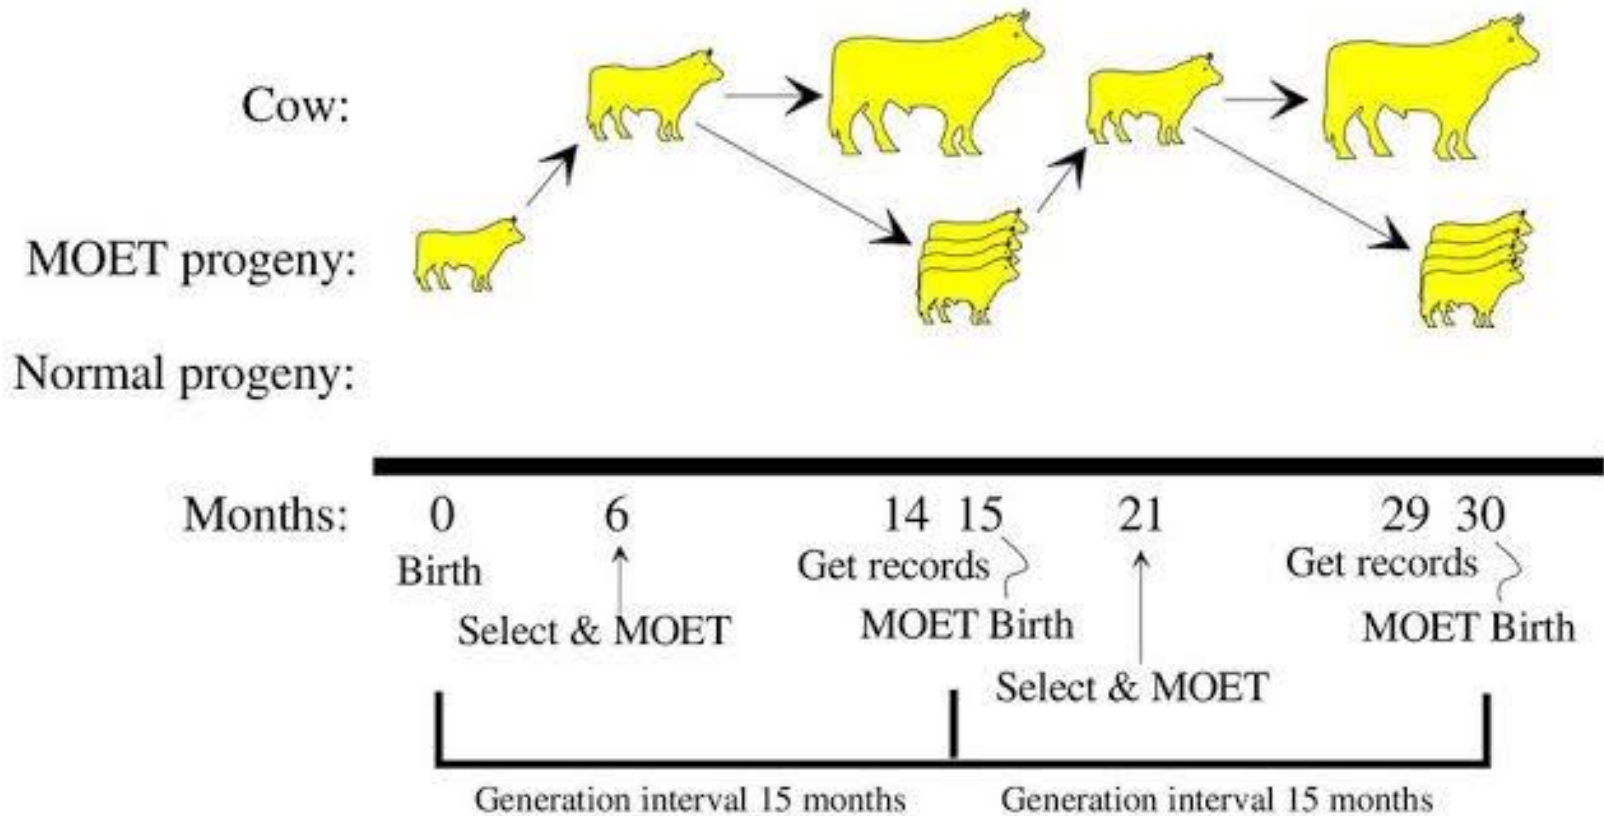 Cow:
MOET progeny:
Normal progeny:
Months: 0 6 14 15 21 29 30
Birth Get records Get records
Select & MOET MOET Birth MOET Birth
Select & MOET
Generation interval 15 months Generation interval 15 months